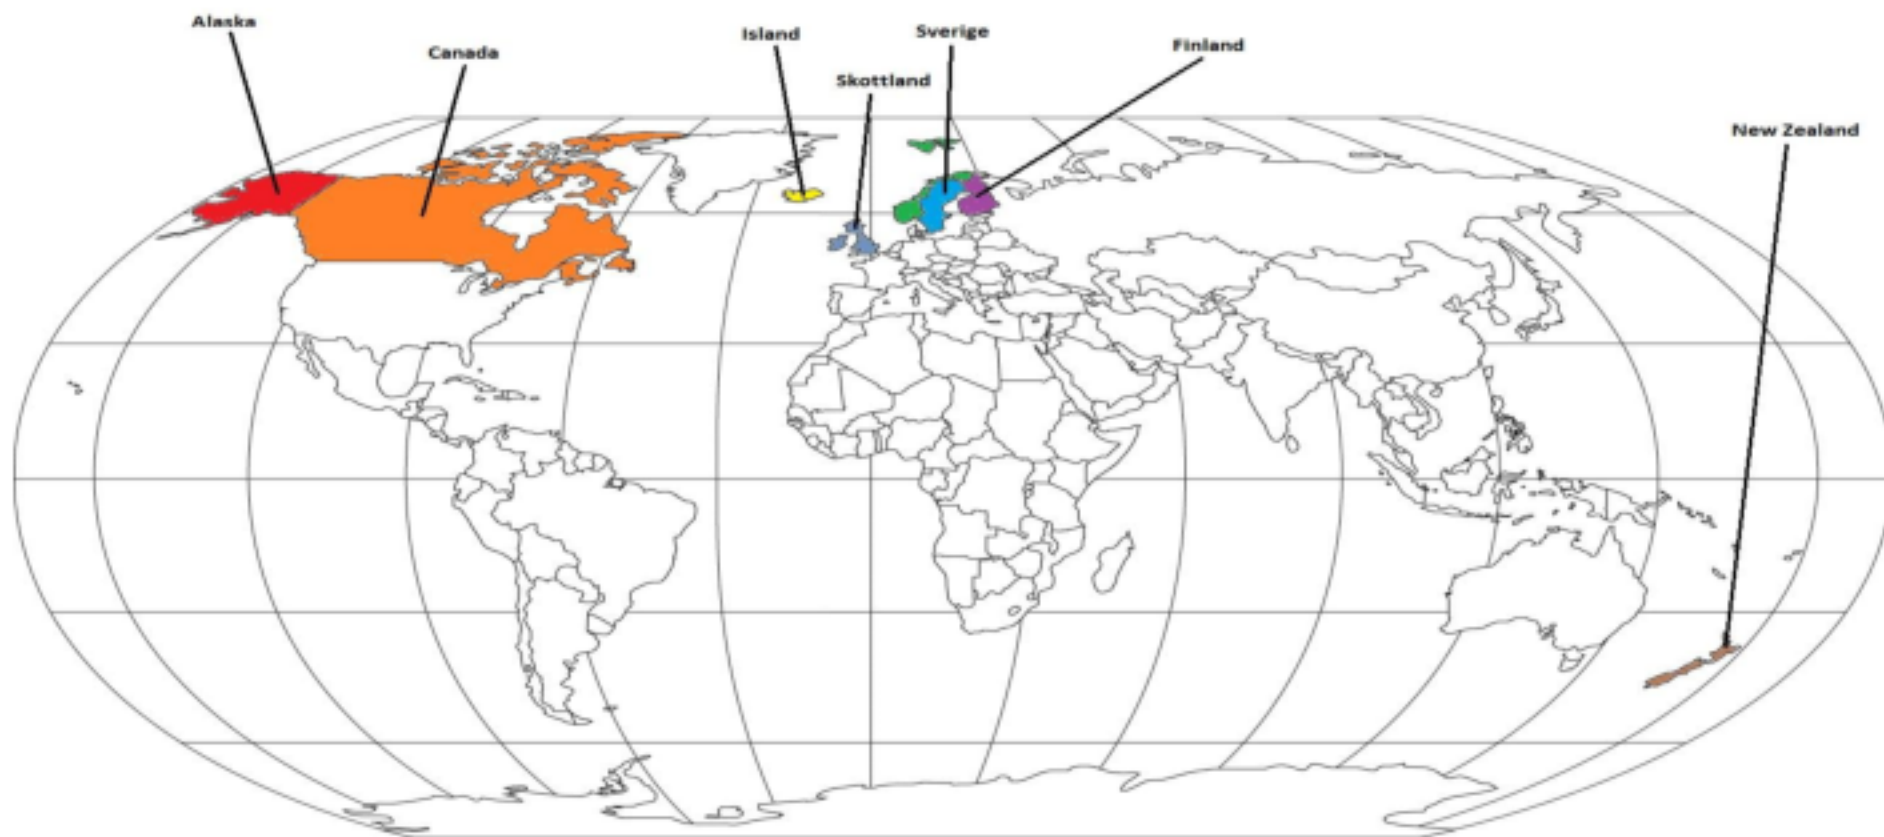 Alaska
Canada
Island
Skottland
Sverige
Finland
New Zealand